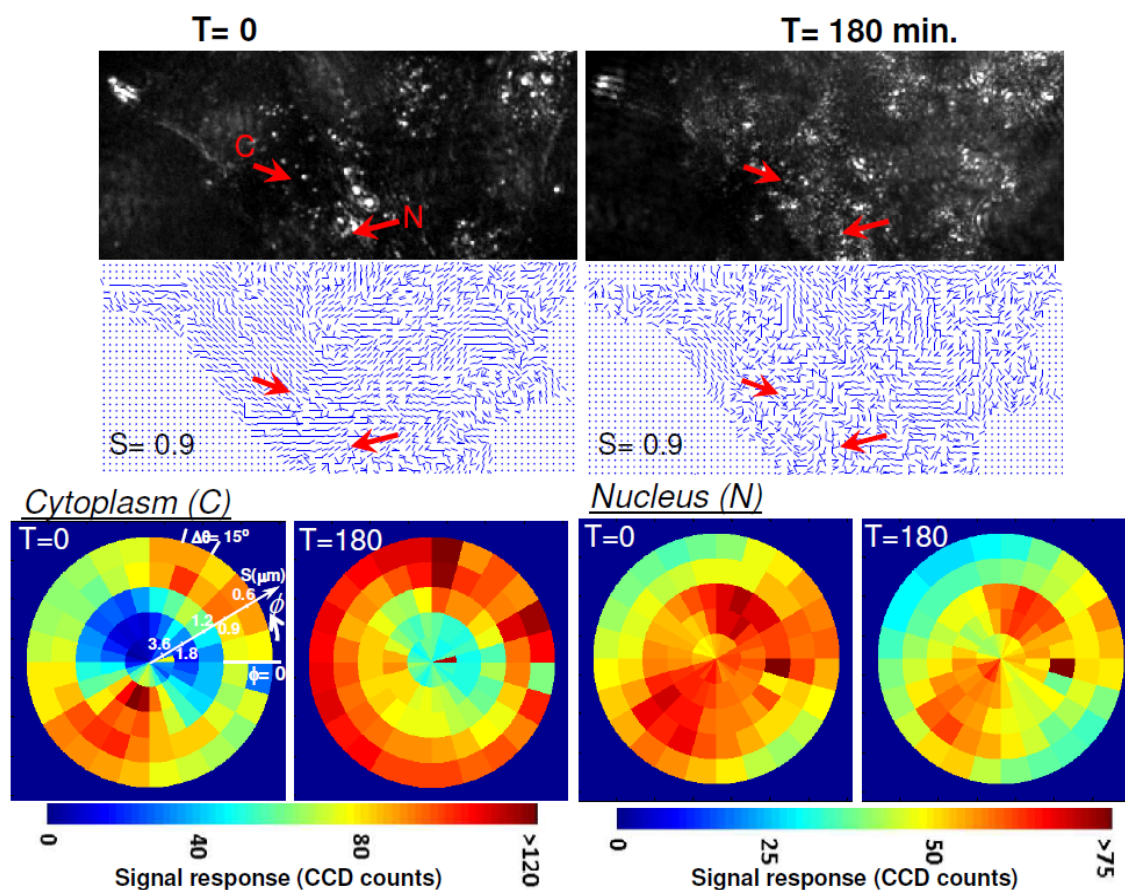 T= 0
T= 180 min.
C
N
S= 0.9
S= 0.9
Cytoplasm (C)
Nucleus (N)
T=0
Δθ= 15°
S(μm)
0.6
ϕ
1.2
0.9
3.6
1.8
ϕ= 0
T=180
T=0
T=180
0
40
80
>120
0
25
50
>75
Signal response (CCD counts)
Signal response (CCD counts)